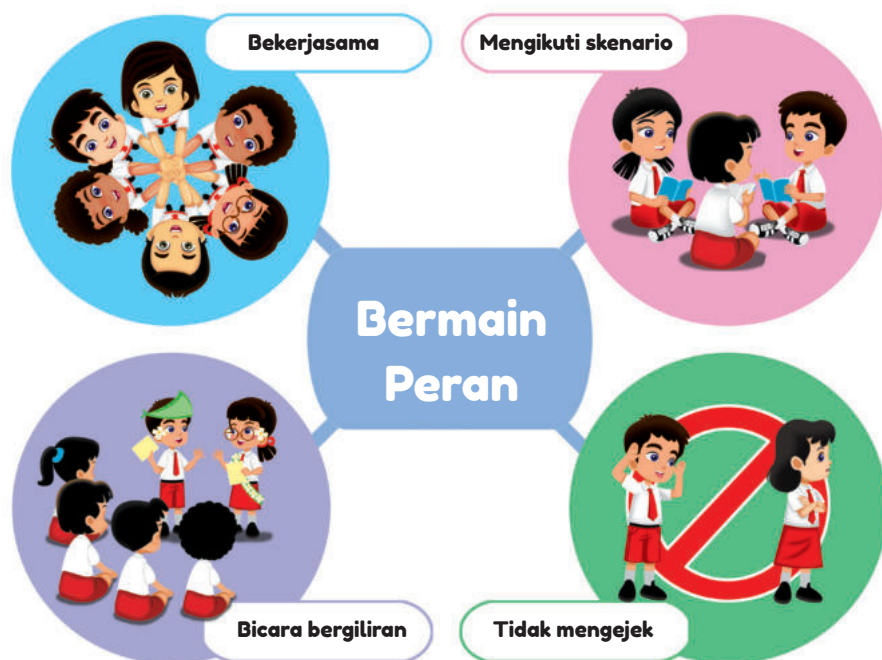 Bekerjasama
Mengikuti skenario
Bermain
Peran
Bicara bergiliran
Tidak mengejek